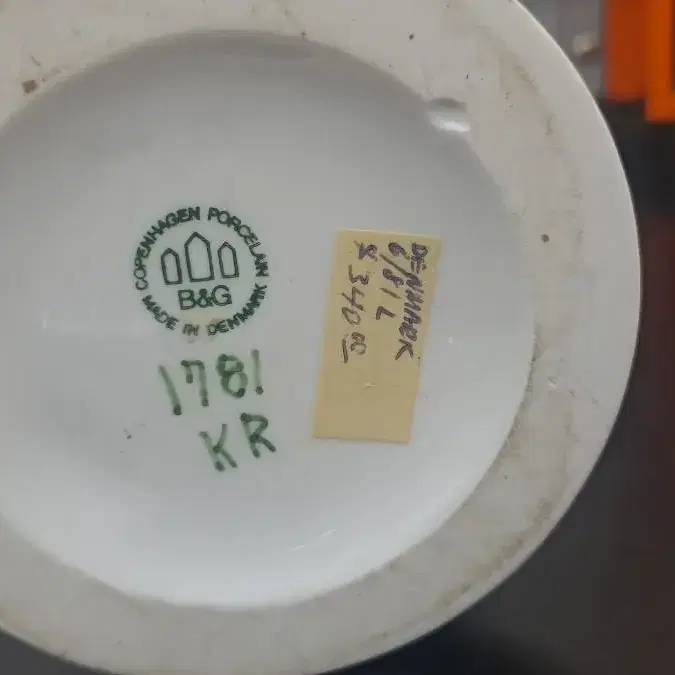 COPENHAGEN PORCELAIN
B&G
MADE IN DENMARK
1781
KR
DENMARK
6/81 L
340 00